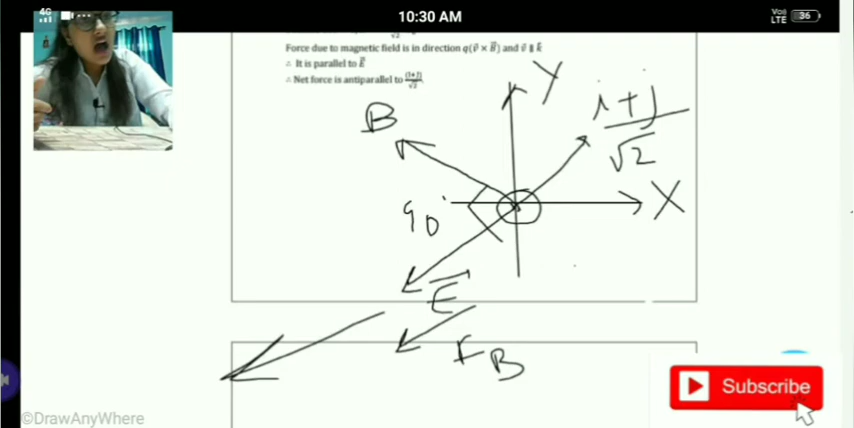 4G
10:30 AM
Vo))
LTE
36
√2
Force due to magnetic field is in direction q(v⃗ × B⃗) and v⃗ ∥ k̂
∴ It is parallel to E⃗
∴ Net force is antiparallel to (î+ĵ)/√2
Y
B
i+j
√2
X
90°
E⃗
F_B
Subscribe
©DrawAnyWhere